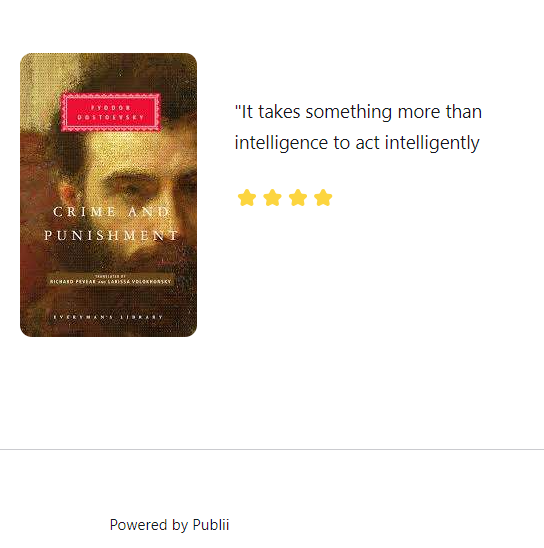 FYODOR
DOSTOEVSKY
CRIME AND
PUNISHMENT
TRANSLATED BY
RICHARD PEVEAR AND LARISSA VOLOKHONSKY
EVERYMAN'S LIBRARY
"It takes something more than
intelligence to act intelligently
Powered by Publii